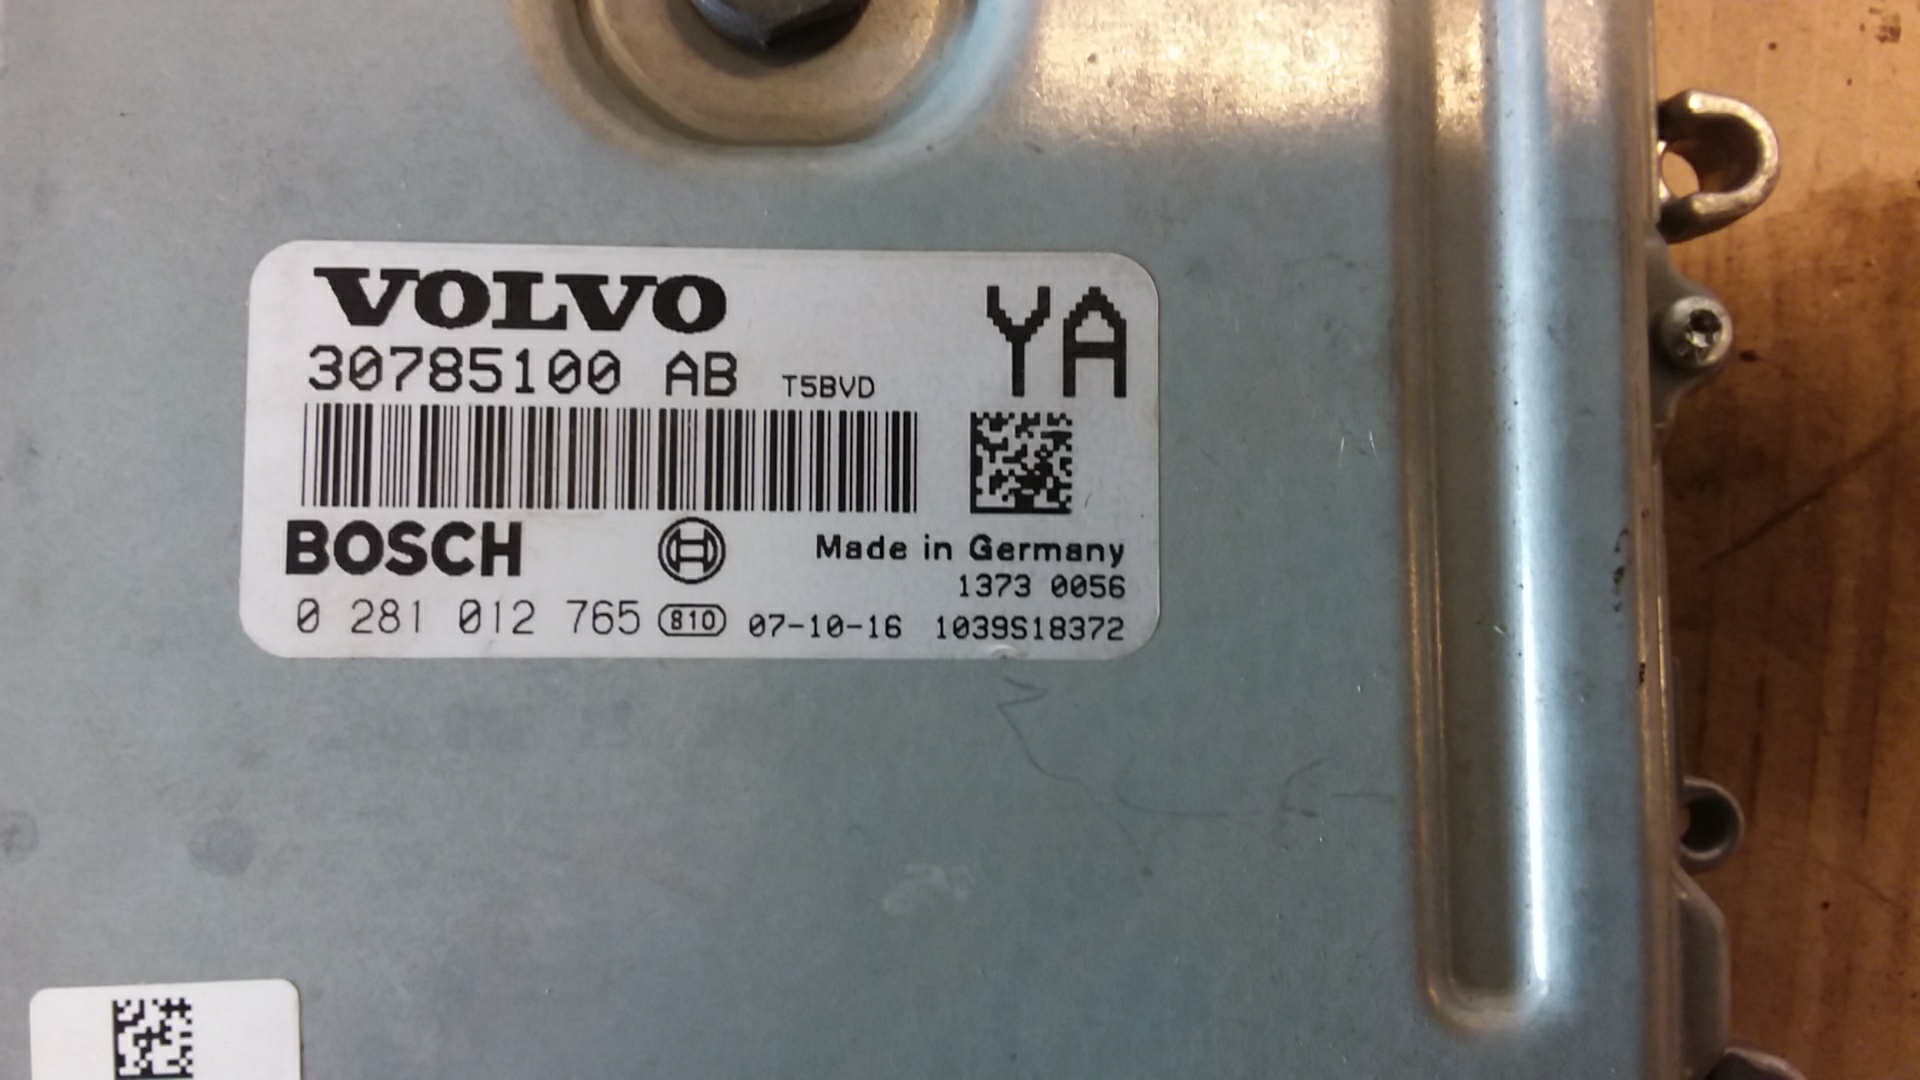 VOLVO
YA
30785100 AB T5BVD
BOSCH
Made in Germany
1373 0056
0 281 012 765 810 07-10-16 1039S18372